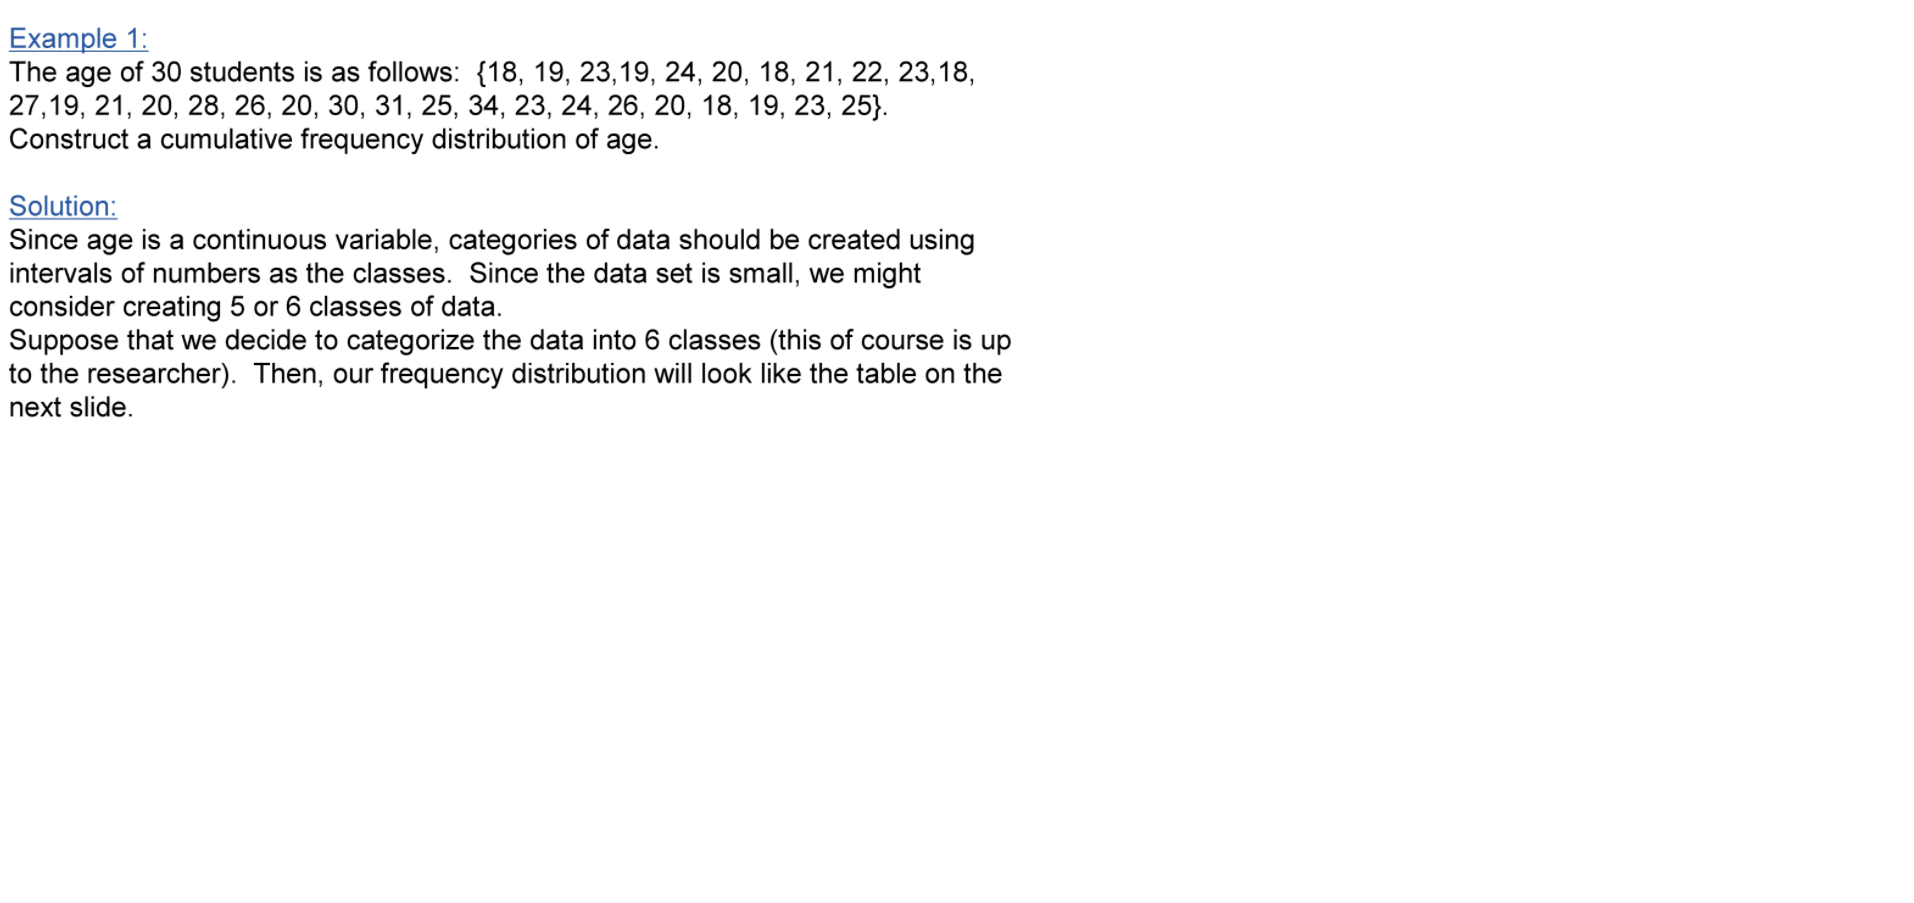 Example 1:
The age of 30 students is as follows:  {18, 19, 23,19, 24, 20, 18, 21, 22, 23,18,
27,19, 21, 20, 28, 26, 20, 30, 31, 25, 34, 23, 24, 26, 20, 18, 19, 23, 25}.
Construct a cumulative frequency distribution of age.
Solution:
Since age is a continuous variable, categories of data should be created using
intervals of numbers as the classes.  Since the data set is small, we might
consider creating 5 or 6 classes of data.
Suppose that we decide to categorize the data into 6 classes (this of course is up
to the researcher).  Then, our frequency distribution will look like the table on the
next slide.